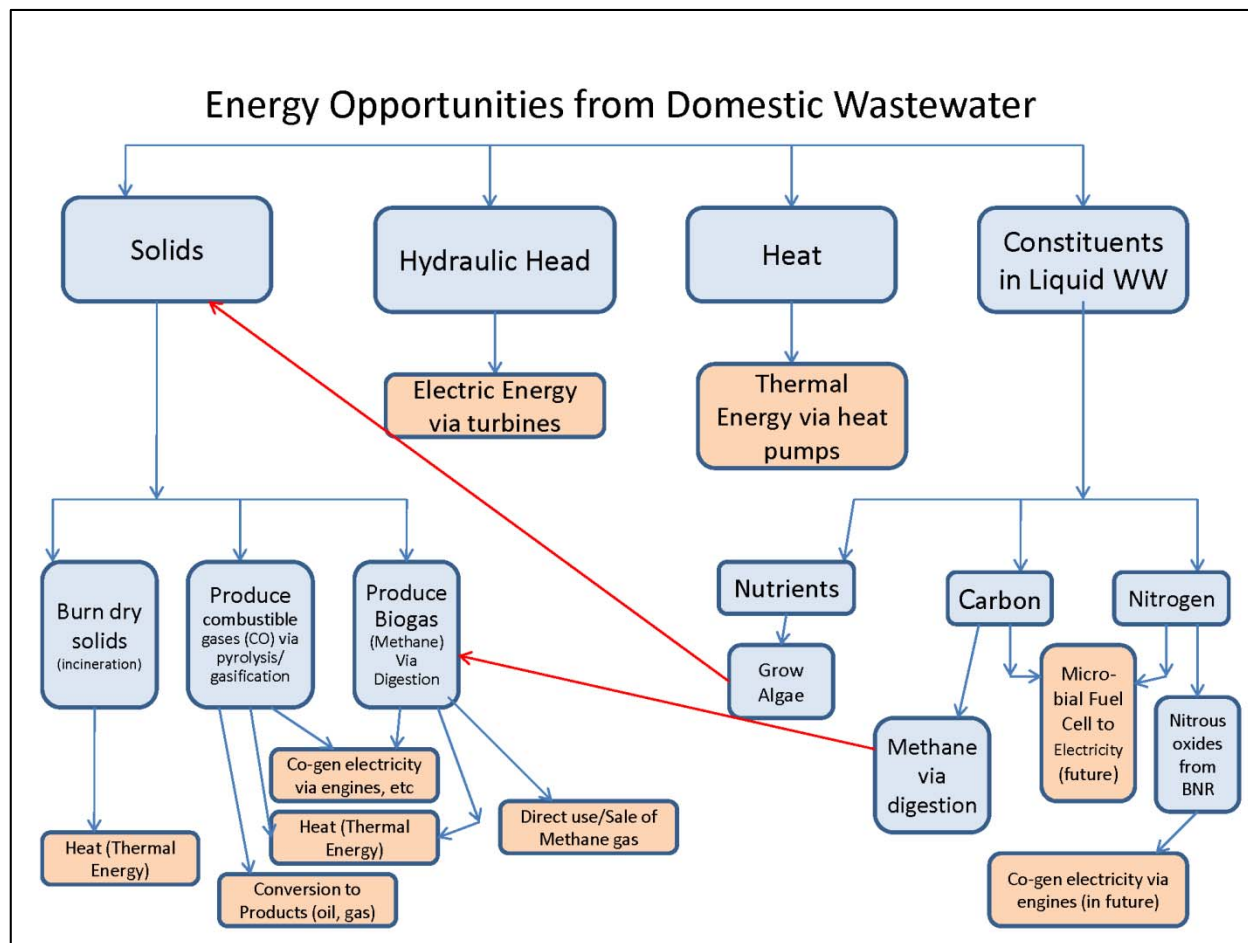 Energy Opportunities from Domestic Wastewater
Solids
Hydraulic Head
Heat
Constituents
in Liquid WW
Electric Energy
via turbines
Thermal
Energy via heat
pumps
Burn dry
solids
(incineration)
Produce
combustible
gases (CO) via
pyrolysis/
gasification
Produce
Biogas
(Methane)
Via
Digestion
Nutrients
Carbon
Nitrogen
Grow
Algae
Micro-
bial Fuel
Cell to
Electricity
(future)
Nitrous
oxides
from
BNR
Methane
via
digestion
Co-gen electricity
via engines, etc
Heat (Thermal
Energy)
Direct use/Sale of
Methane gas
Heat (Thermal
Energy)
Conversion to
Products (oil, gas)
Co-gen electricity via
engines (in future)